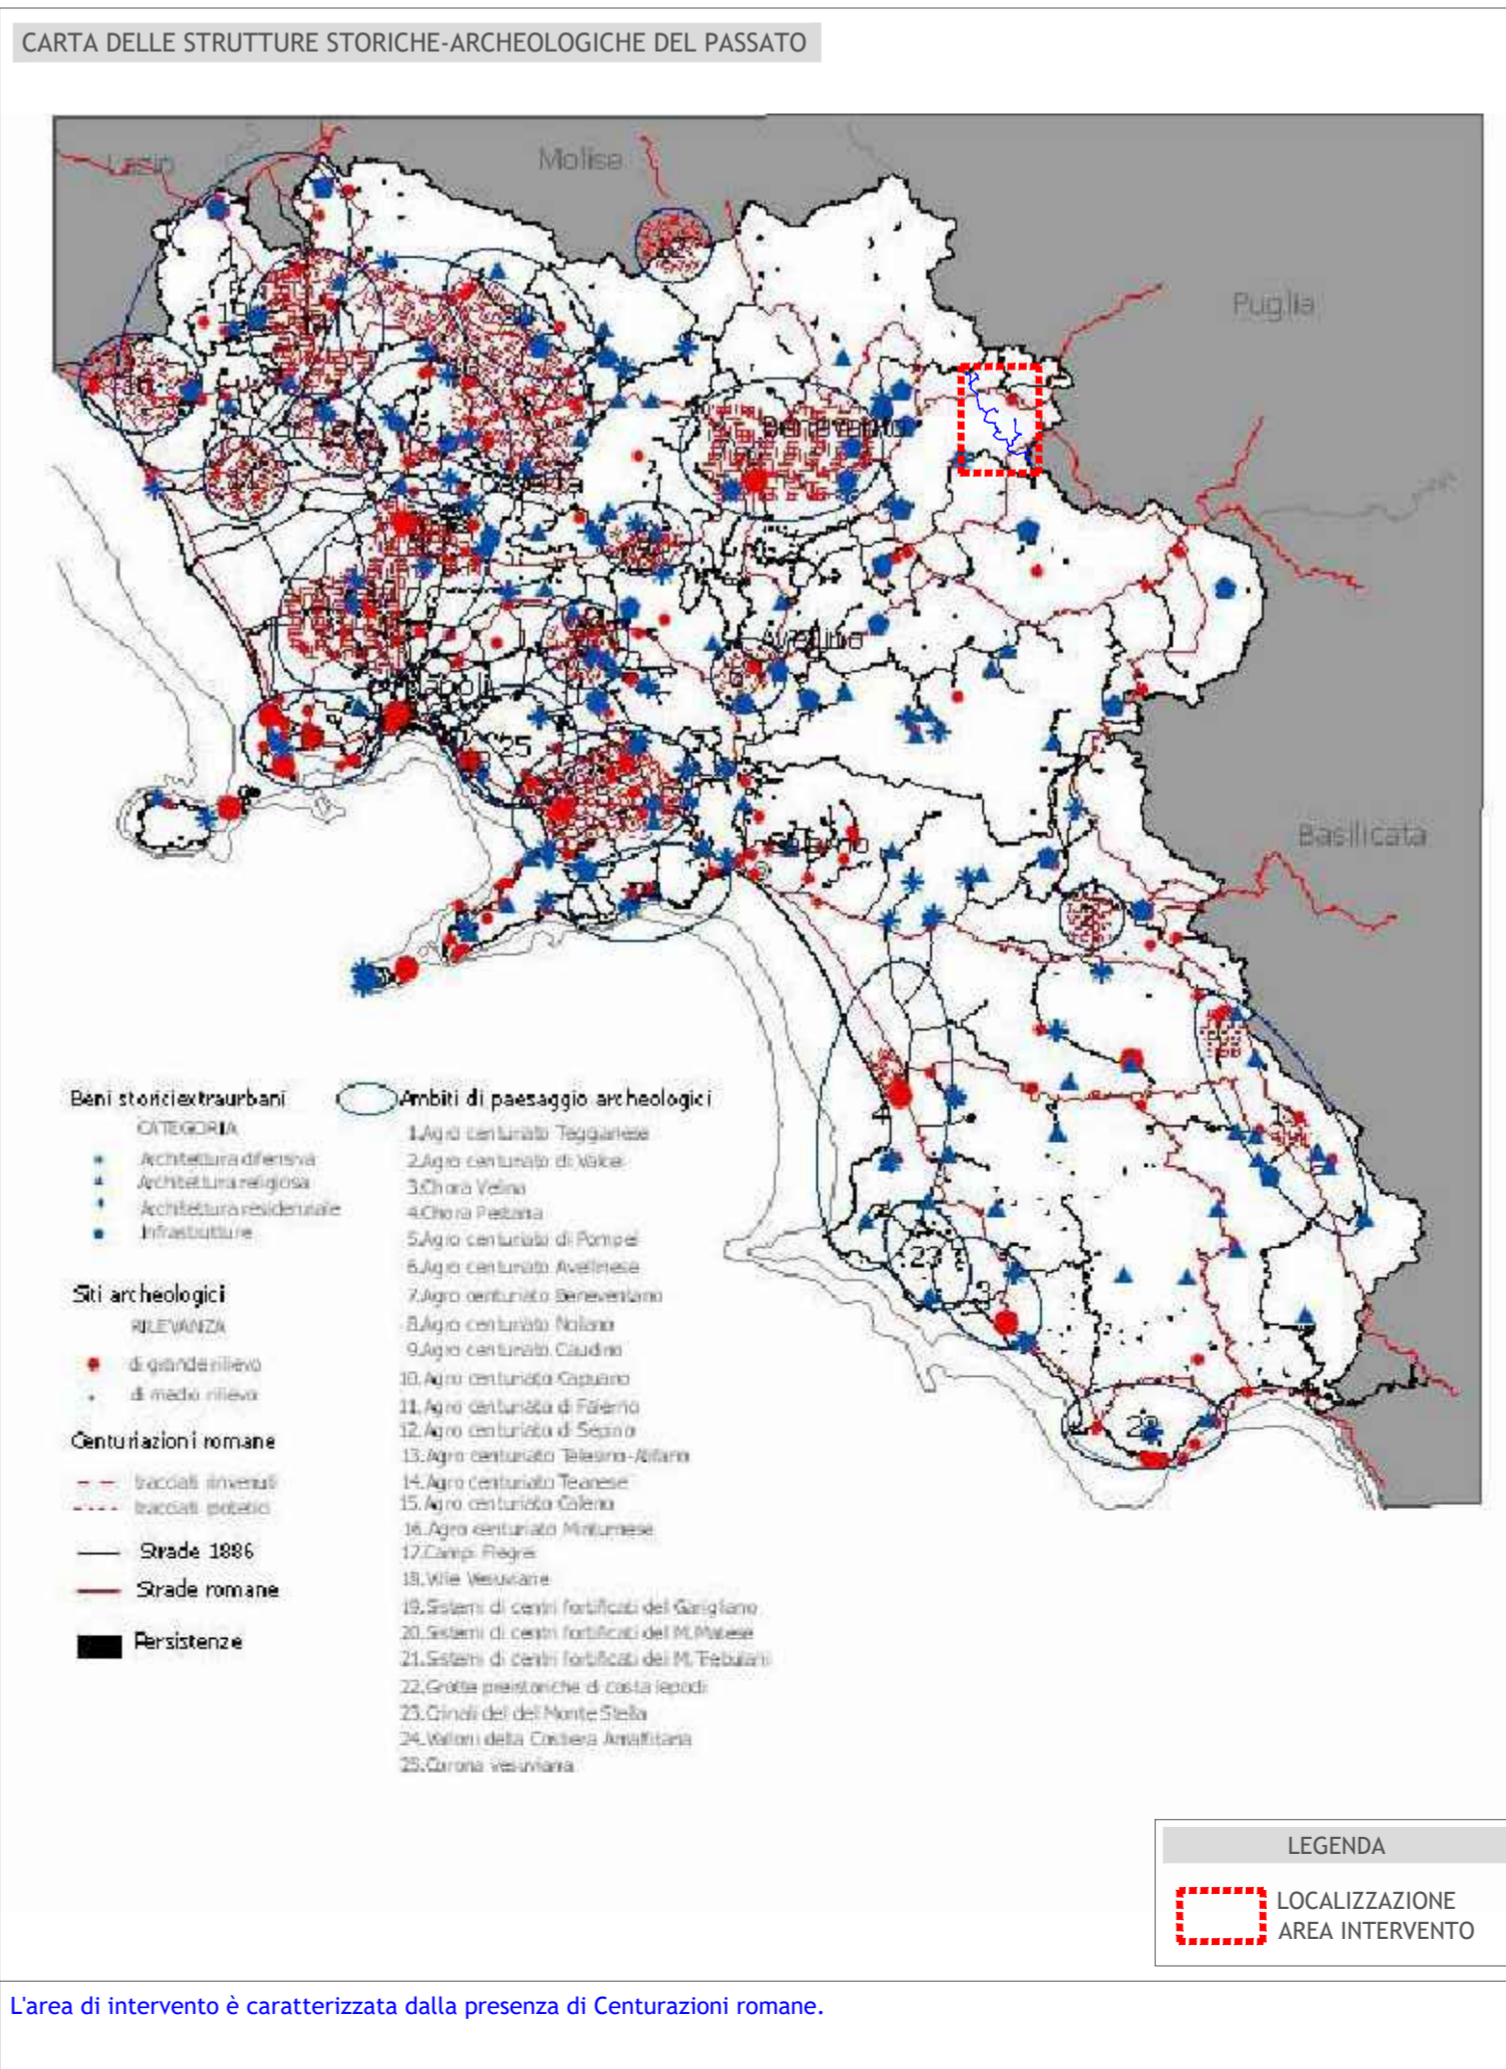 CARTA DELLE STRUTTURE STORICHE-ARCHEOLOGICHE DEL PASSATO
Lazio
Molise
Puglia
Benevento
Avellino
Napoli
25
Basilicata
4
23
3
22
Beni storici extraurbani
CATEGORIA
Architettura difensiva
Architettura religiosa
Architettura residenziale
Infrastrutture
Siti archeologici
RILEVANZA
di grande rilievo
di medio rilievo
Centuriazioni romane
tracciati rinvenuti
tracciati ipotetici
Strade 1886
Strade romane
Persistenze
Ambiti di paesaggio archeologici
1.Agro centuriato Tegganese
2.Agro centuriato di Volcei
3.Chora Velina
4.Chora Pestana
5.Agro centuriato di Pompei
6.Agro centuriato Avellinese
7.Agro centuriato Beneventano
8.Agro centuriato Nolano
9.Agro centuriato Caudino
10.Agro centuriato Capuano
11.Agro centuriato di Falerno
12.Agro centuriato di Sepino
13.Agro centuriato Telesino-Alifano
14.Agro centuriato Teanese
15.Agro centuriato Caleno
16.Agro centuriato Minturnese
17.Campi Flegrei
18.Ville Vesuviane
19.Sistemi di centri fortificati del Garigliano
20.Sistemi di centri fortificati del M.Matese
21.Sistemi di centri fortificati dei M. Trebulani
22.Grotte preistoriche di costa
23.Crinali del del Monte Stella
24.Valloni della Costiera Amalfitana
25.Corona vesuviana
LEGENDA
LOCALIZZAZIONE
AREA INTERVENTO
L'area di intervento è caratterizzata dalla presenza di Centurazioni romane.